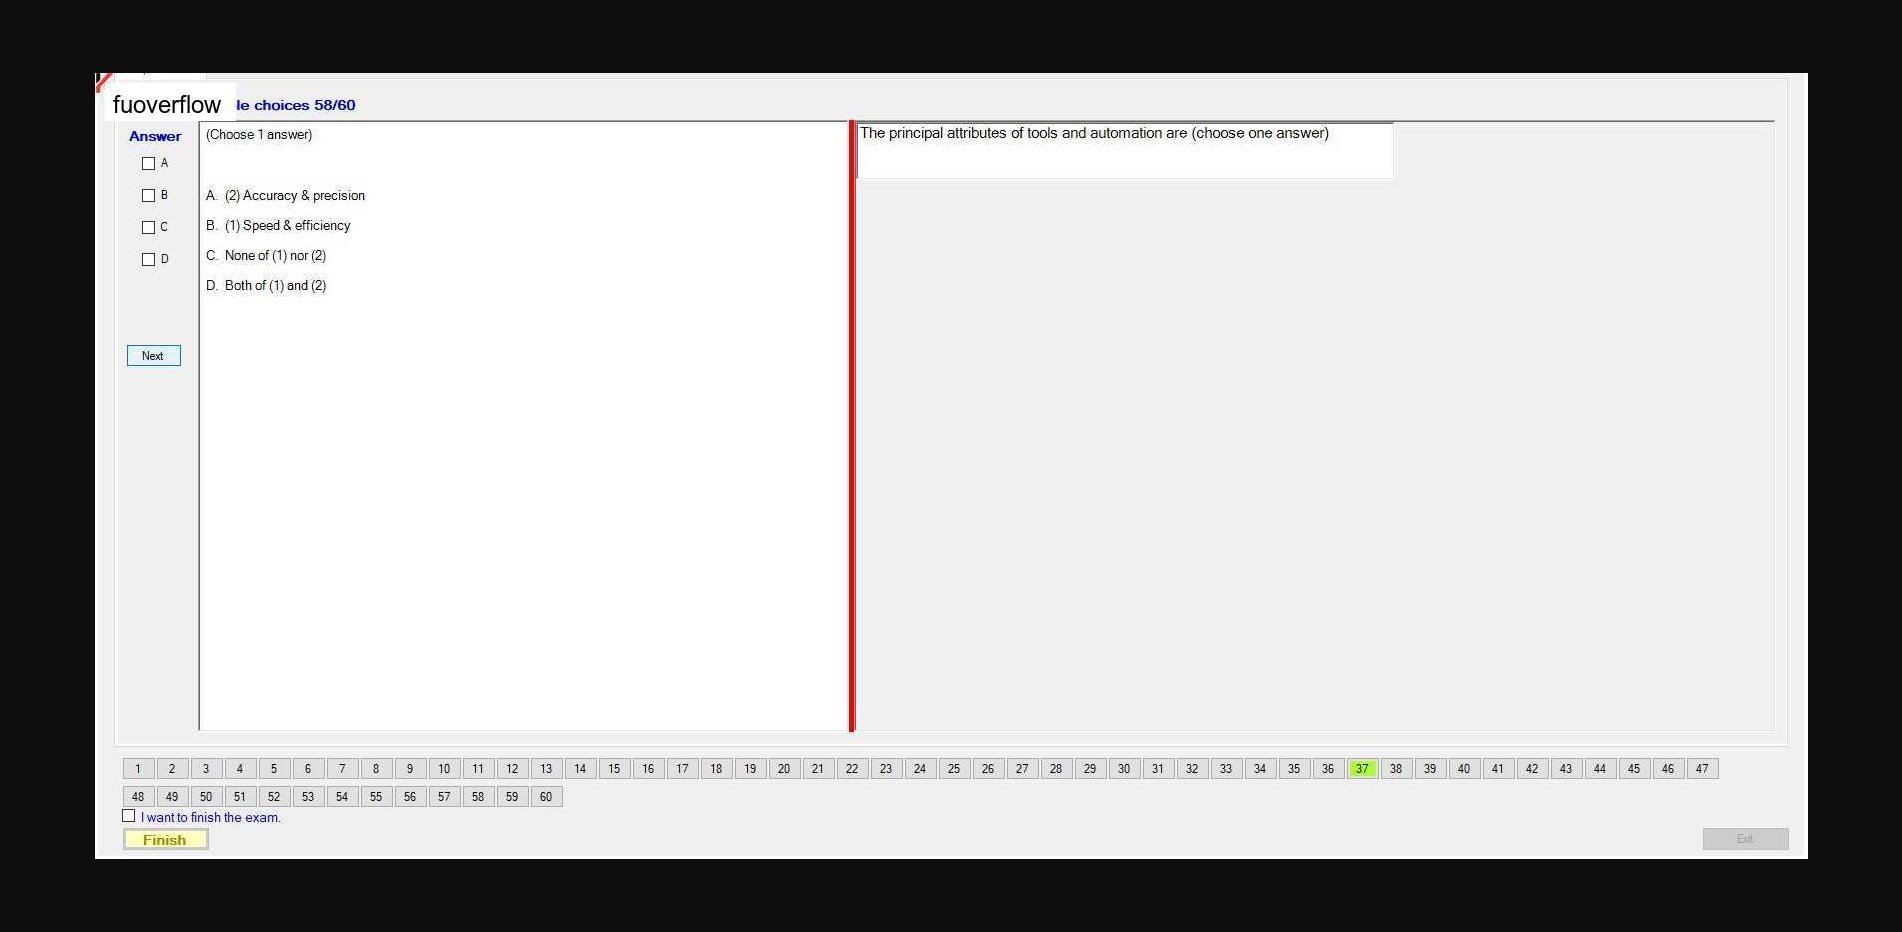 fuoverflow
le choices 58/60
Answer
A
B
C
D
Next
(Choose 1 answer)
A. (2) Accuracy & precision
B. (1) Speed & efficiency
C. None of (1) nor (2)
D. Both of (1) and (2)
The principal attributes of tools and automation are (choose one answer)
1 2 3 4 5 6 7 8 9 10 11 12 13 14 15 16 17 18 19 20 21 22 23 24 25 26 27 28 29 30 31 32 33 34 35 36 37 38 39 40 41 42 43 44 45 46 47
48 49 50 51 52 53 54 55 56 57 58 59 60
I want to finish the exam.
Finish
Exit